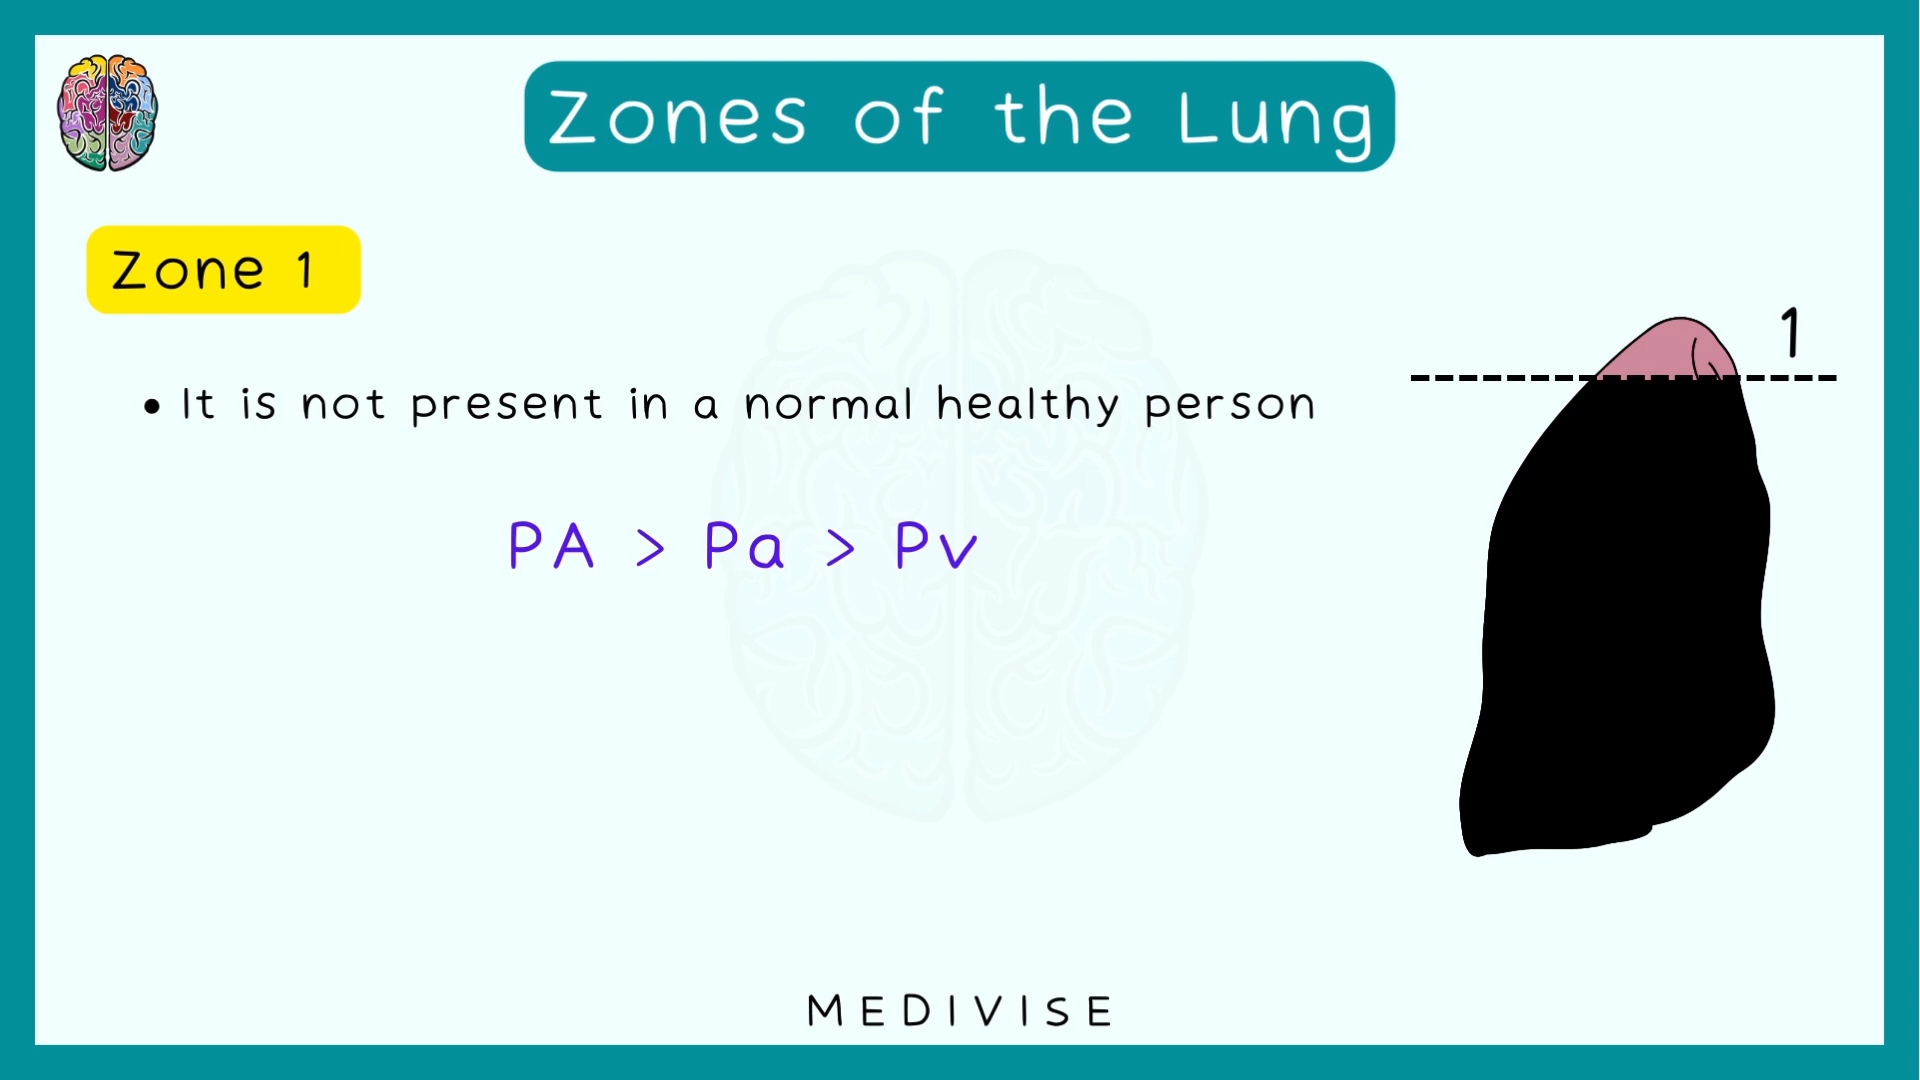 Zones of the Lung
Zone 1
1
• It is not present in a normal healthy person
PA > Pa > Pv
MEDIVISE